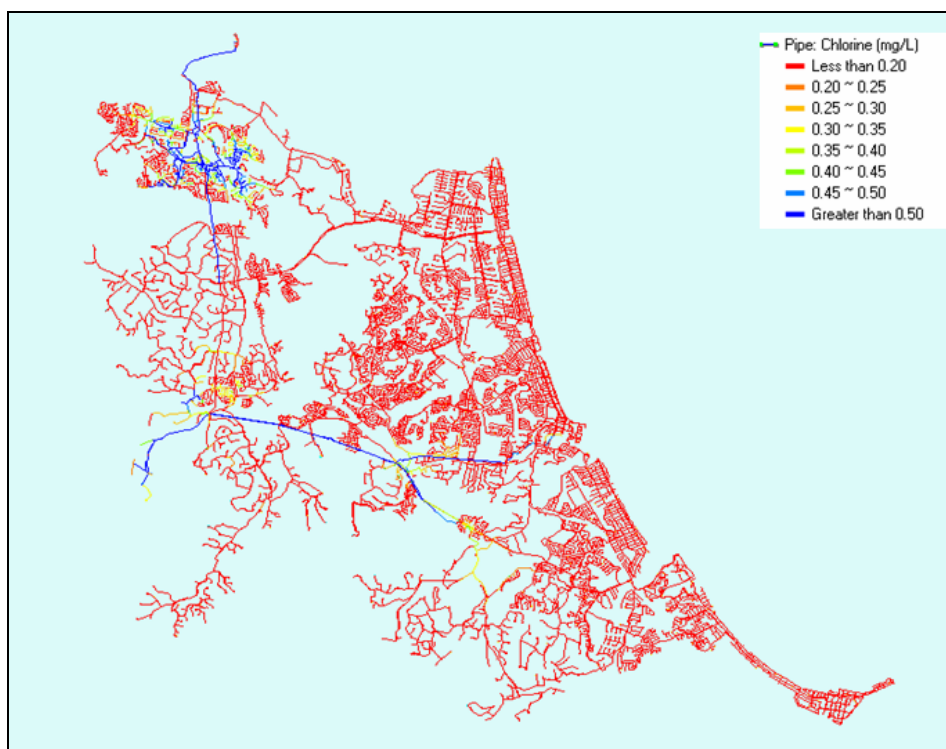 Pipe: Chlorine (mg/L)
Less than 0.20
0.20 ~ 0.25
0.25 ~ 0.30
0.30 ~ 0.35
0.35 ~ 0.40
0.40 ~ 0.45
0.45 ~ 0.50
Greater than 0.50